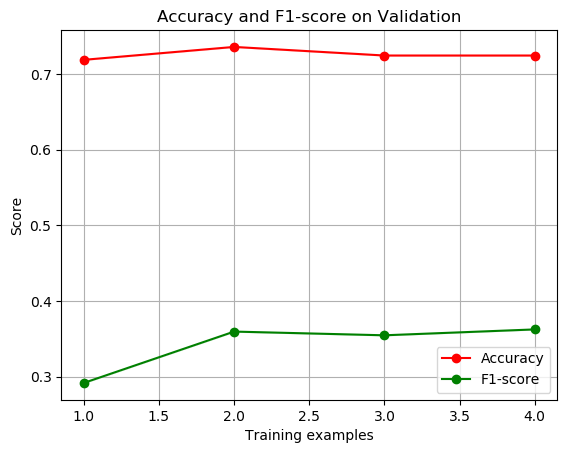 Accuracy and F1-score on Validation
Score
0.7
0.6
0.5
0.4
0.3
1.0 1.5 2.0 2.5 3.0 3.5 4.0
Training examples
Accuracy
F1-score